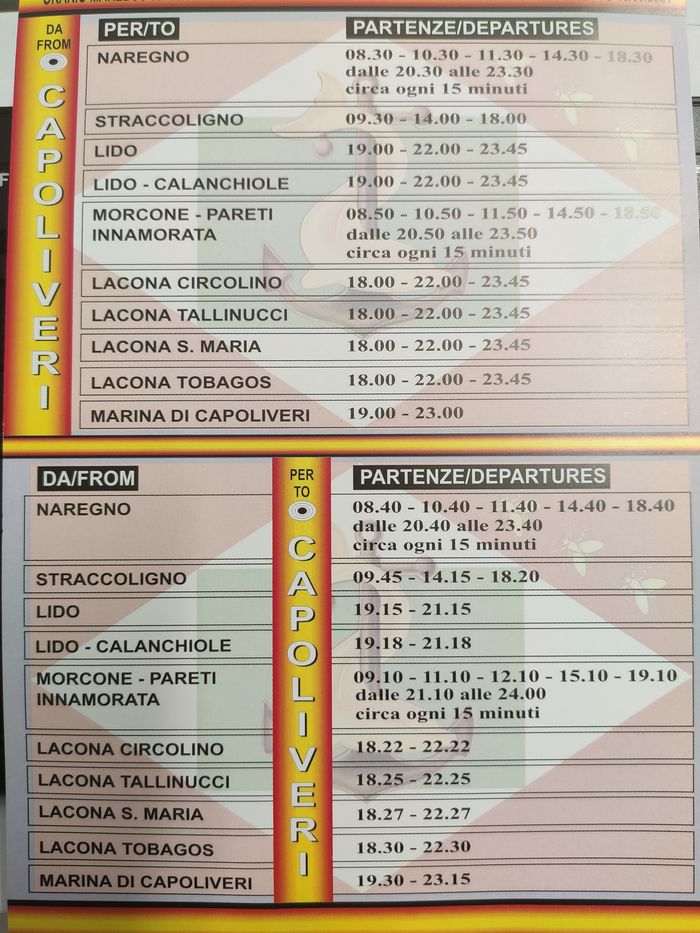 DA
FROM
CAPOLIVERI
PER/TO PARTENZE/DEPARTURES
NAREGNO 08.30 - 10.30 - 11.30 - 14.30 - 18.30
dalle 20.30 alle 23.30
circa ogni 15 minuti
STRACCOLIGNO 09.30 - 14.00 - 18.00
LIDO 19.00 - 22.00 - 23.45
LIDO - CALANCHIOLE 19.00 - 22.00 - 23.45
MORCONE - PARETI 08.50 - 10.50 - 11.50 - 14.50 - 18.50
INNAMORATA dalle 20.50 alle 23.50
circa ogni 15 minuti
LACONA CIRCOLINO 18.00 - 22.00 - 23.45
LACONA TALLINUCCI 18.00 - 22.00 - 23.45
LACONA S. MARIA 18.00 - 22.00 - 23.45
LACONA TOBAGOS 18.00 - 22.00 - 23.45
MARINA DI CAPOLIVERI 19.00 - 23.00
DA/FROM
PER
TO
CAPOLIVERI
PARTENZE/DEPARTURES
NAREGNO 08.40 - 10.40 - 11.40 - 14.40 - 18.40
dalle 20.40 alle 23.40
circa ogni 15 minuti
STRACCOLIGNO 09.45 - 14.15 - 18.20
LIDO 19.15 - 21.15
LIDO - CALANCHIOLE 19.18 - 21.18
MORCONE - PARETI 09.10 - 11.10 - 12.10 - 15.10 - 19.10
INNAMORATA dalle 21.10 alle 24.00
circa ogni 15 minuti
LACONA CIRCOLINO 18.22 - 22.22
LACONA TALLINUCCI 18.25 - 22.25
LACONA S. MARIA 18.27 - 22.27
LACONA TOBAGOS 18.30 - 22.30
MARINA DI CAPOLIVERI 19.30 - 23.15